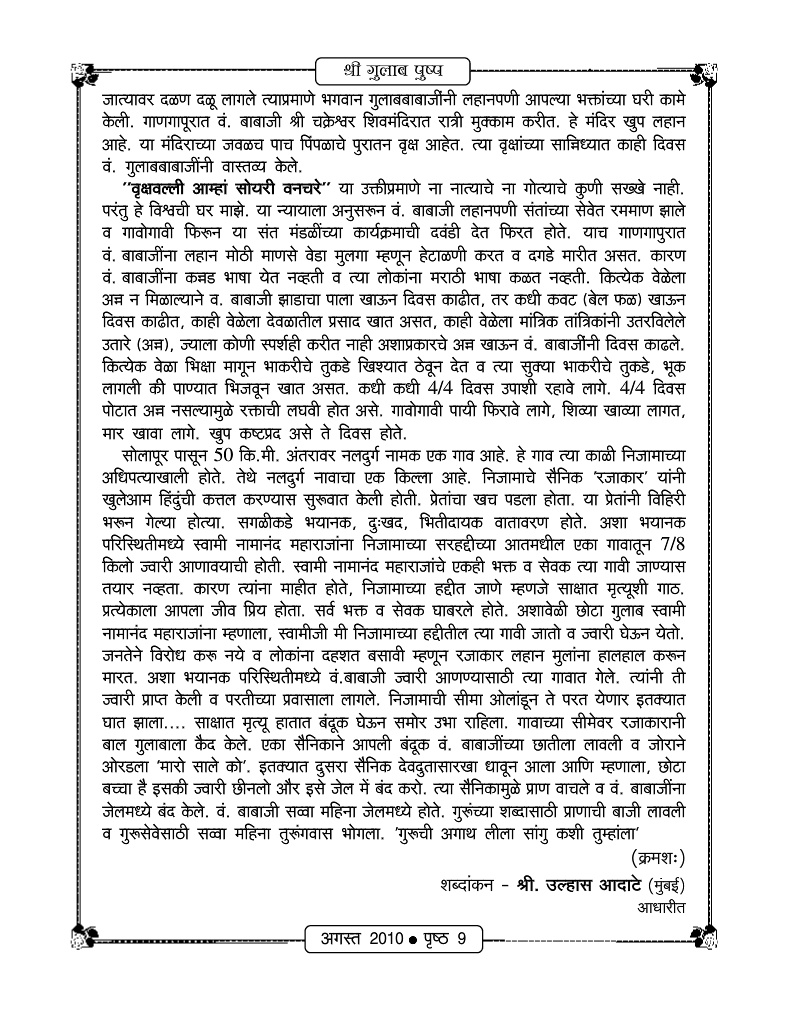 श्री गुलाब पुष्प
जात्यावर दळण दळू लागले त्याप्रमाणे भगवान गुलाबबाबाजींनी लहानपणी आपल्या भक्तांच्या घरी कामे
केली. गाणगापूरात वं. बाबाजी श्री चक्रेश्वर शिवमंदिरात रात्री मुक्काम करीत. हे मंदिर खुप लहान
आहे. या मंदिराच्या जवळच पाच पिंपळाचे पुरातन वृक्ष आहेत. त्या वृक्षांच्या सान्निध्यात काही दिवस
वं. गुलाबबाबाजींनी वास्तव्य केले.
"वृक्षवल्ली आम्हां सोयरी वनचरे" या उक्तीप्रमाणे ना नात्याचे ना गोत्याचे कुणी सख्खे नाही.
परंतु हे विश्वची घर माझे. या न्यायाला अनुसरून वं. बाबाजी लहानपणी संतांच्या सेवेत रममाण झाले
व गावोगावी फिरून या संत मंडळींच्या कार्यक्रमाची दवंडी देत फिरत होते. याच गाणगापुरात
वं. बाबाजींना लहान मोठी माणसे वेडा मुलगा म्हणून हेटाळणी करत व दगडे मारीत असत. कारण
वं. बाबाजींना कन्नड भाषा येत नव्हती व त्या लोकांना मराठी भाषा कळत नव्हती. कित्येक वेळेला
अन्न न मिळाल्याने व. बाबाजी झाडाचा पाला खाऊन दिवस काढीत, तर कधी कवट (बेल फळ) खाऊन
दिवस काढीत, काही वेळेला देवळातील प्रसाद खात असत, काही वेळेला मांत्रिक तांत्रिकांनी उतरविलेले
उतारे (अन्न), ज्याला कोणी स्पर्शही करीत नाही अशाप्रकारचे अन्न खाऊन वं. बाबाजींनी दिवस काढले.
कित्येक वेळा भिक्षा मागून भाकरीचे तुकडे खिश्यात ठेवून देत व त्या सुक्या भाकरीचे तुकडे, भूक
लागली की पाण्यात भिजवून खात असत. कधी कधी 4/4 दिवस उपाशी रहावे लागे. 4/4 दिवस
पोटात अन्न नसल्यामुळे रक्ताची लघवी होत असे. गावोगावी पायी फिरावे लागे, शिव्या खाव्या लागत,
मार खावा लागे. खुप कष्टप्रद असे ते दिवस होते.
सोलापूर पासून 50 कि.मी. अंतरावर नलदुर्ग नामक एक गाव आहे. हे गाव त्या काळी निजामाच्या
अधिपत्याखाली होते. तेथे नलदुर्ग नावाचा एक किल्ला आहे. निजामाचे सैनिक 'रजाकार' यांनी
खुलेआम हिंदुंची कत्तल करण्यास सुरूवात केली होती. प्रेतांचा खच पडला होता. या प्रेतांनी विहिरी
भरून गेल्या होत्या. सगळीकडे भयानक, दुःखद, भितीदायक वातावरण होते. अशा भयानक
परिस्थितीमध्ये स्वामी नामानंद महाराजांना निजामाच्या सरहद्दीच्या आतमधील एका गावातून 7/8
किलो ज्वारी आणावयाची होती. स्वामी नामानंद महाराजांचे एकही भक्त व सेवक त्या गावी जाण्यास
तयार नव्हता. कारण त्यांना माहीत होते, निजामाच्या हद्दीत जाणे म्हणजे साक्षात मृत्यूशी गाठ.
प्रत्येकाला आपला जीव प्रिय होता. सर्व भक्त व सेवक घाबरले होते. अशावेळी छोटा गुलाब स्वामी
नामानंद महाराजांना म्हणाला, स्वामीजी मी निजामाच्या हद्दीतील त्या गावी जातो व ज्वारी घेऊन येतो.
जनतेने विरोध करू नये व लोकांना दहशत बसावी म्हणून रजाकार लहान मुलांना हालहाल करून
मारत. अशा भयानक परिस्थितीमध्ये वं.बाबाजी ज्वारी आणण्यासाठी त्या गावात गेले. त्यांनी ती
ज्वारी प्राप्त केली व परतीच्या प्रवासाला लागले. निजामाची सीमा ओलांडून ते परत येणार इतक्यात
घात झाला.... साक्षात मृत्यू हातात बंदूक घेऊन समोर उभा राहिला. गावाच्या सीमेवर रजाकारानी
बाल गुलाबाला कैद केले. एका सैनिकाने आपली बंदूक वं. बाबाजींच्या छातीला लावली व जोराने
ओरडला 'मारो साले को'. इतक्यात दुसरा सैनिक देवदुतासारखा धावून आला आणि म्हणाला, छोटा
बच्चा है इसकी ज्वारी छीनलो और इसे जेल में बंद करो. त्या सैनिकामुळे प्राण वाचले व वं. बाबाजींना
जेलमध्ये बंद केले. वं. बाबाजी सव्वा महिना जेलमध्ये होते. गुरूंच्या शब्दासाठी प्राणाची बाजी लावली
व गुरूसेवेसाठी सव्वा महिना तुरूंगवास भोगला. 'गुरूची अगाध लीला सांगु कशी तुम्हांला'
(क्रमशः)
शब्दांकन - श्री. उल्हास आदाटे (मुंबई)
आधारीत
अगस्त 2010 ● पृष्ठ 9